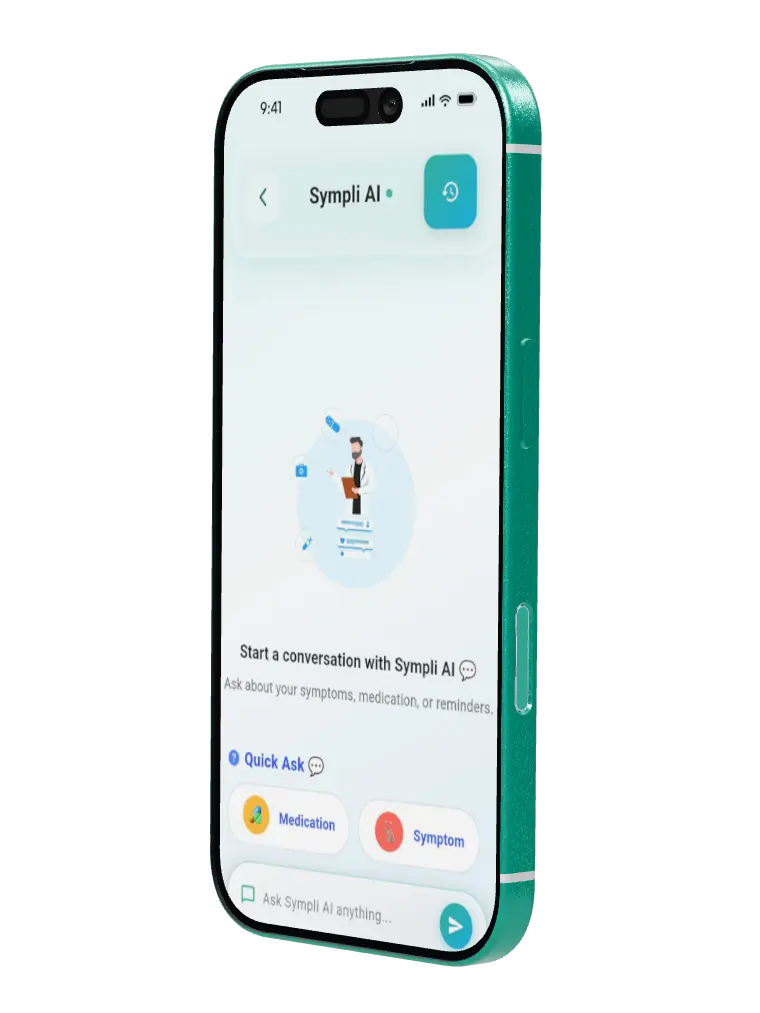 9:41
Sympli AI
Start a conversation with Sympli AI 💬
Ask about your symptoms, medication, or reminders.
Quick Ask 💬
Medication
Symptom
Ask Sympli AI anything...